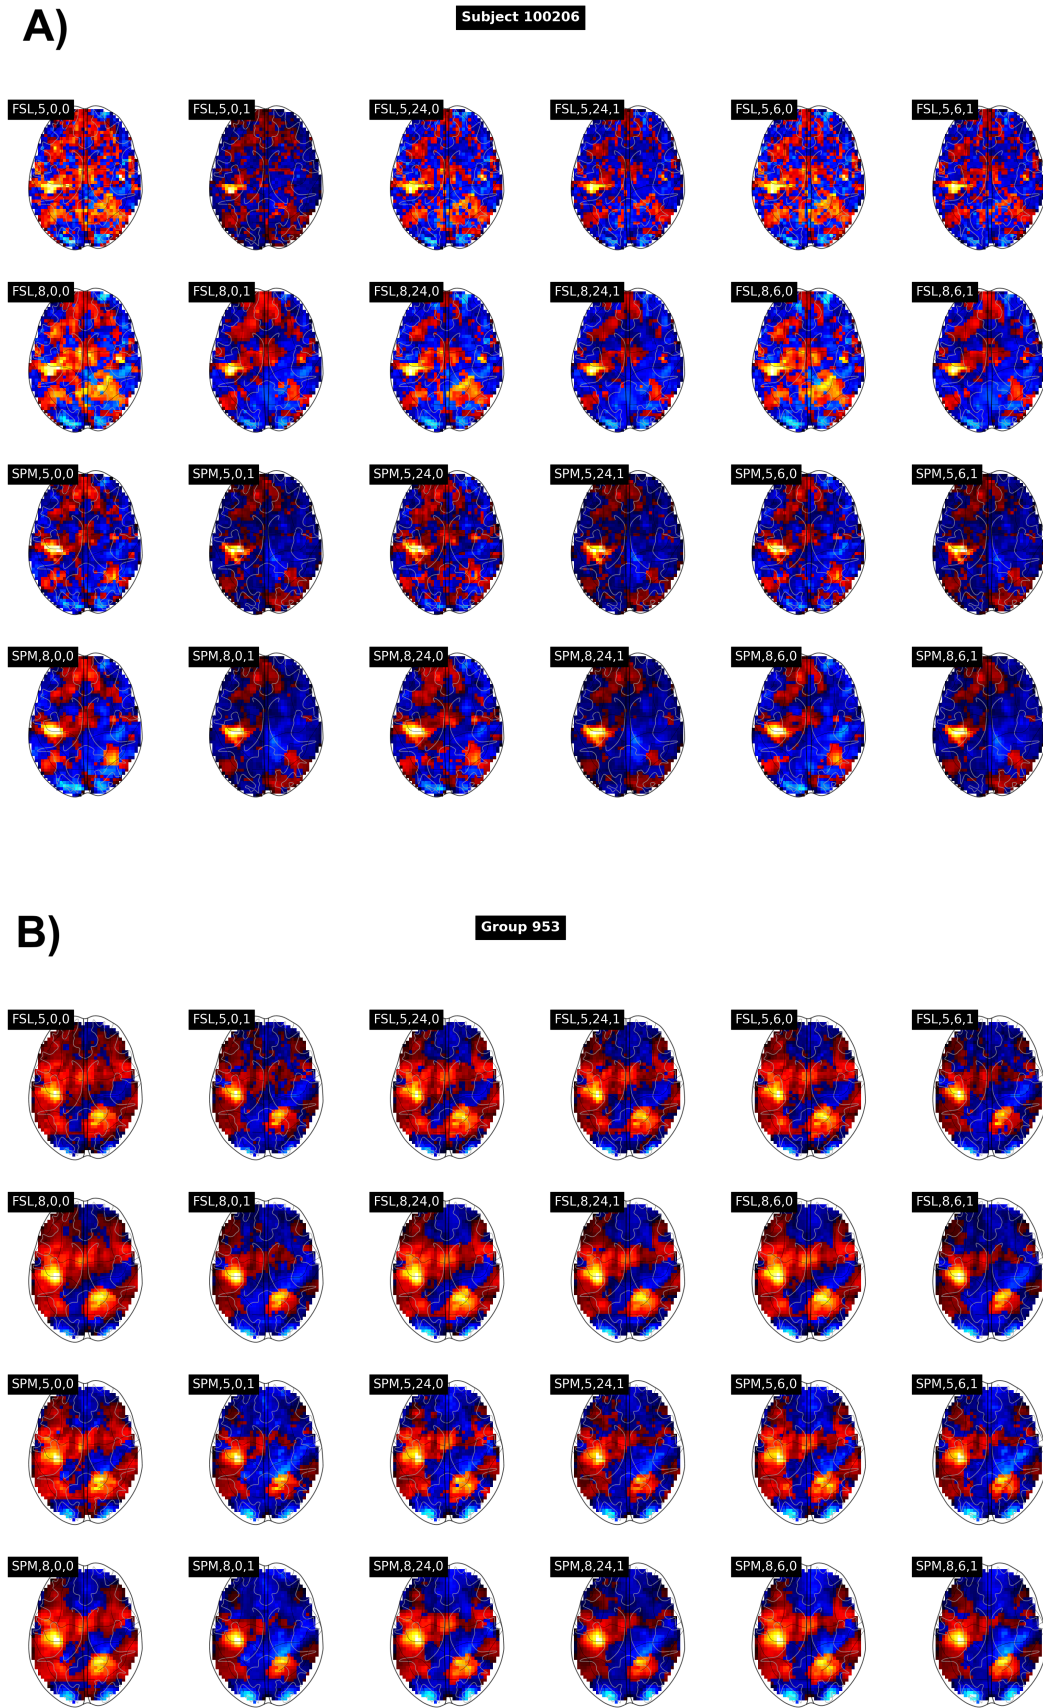 A)
Subject 100206
FSL,5,0,0 FSL,5,0,1 FSL,5,24,0 FSL,5,24,1 FSL,5,6,0 FSL,5,6,1
FSL,8,0,0 FSL,8,0,1 FSL,8,24,0 FSL,8,24,1 FSL,8,6,0 FSL,8,6,1
SPM,5,0,0 SPM,5,0,1 SPM,5,24,0 SPM,5,24,1 SPM,5,6,0 SPM,5,6,1
SPM,8,0,0 SPM,8,0,1 SPM,8,24,0 SPM,8,24,1 SPM,8,6,0 SPM,8,6,1
B)
Group 953
FSL,5,0,0 FSL,5,0,1 FSL,5,24,0 FSL,5,24,1 FSL,5,6,0 FSL,5,6,1
FSL,8,0,0 FSL,8,0,1 FSL,8,24,0 FSL,8,24,1 FSL,8,6,0 FSL,8,6,1
SPM,5,0,0 SPM,5,0,1 SPM,5,24,0 SPM,5,24,1 SPM,5,6,0 SPM,5,6,1
SPM,8,0,0 SPM,8,0,1 SPM,8,24,0 SPM,8,24,1 SPM,8,6,0 SPM,8,6,1